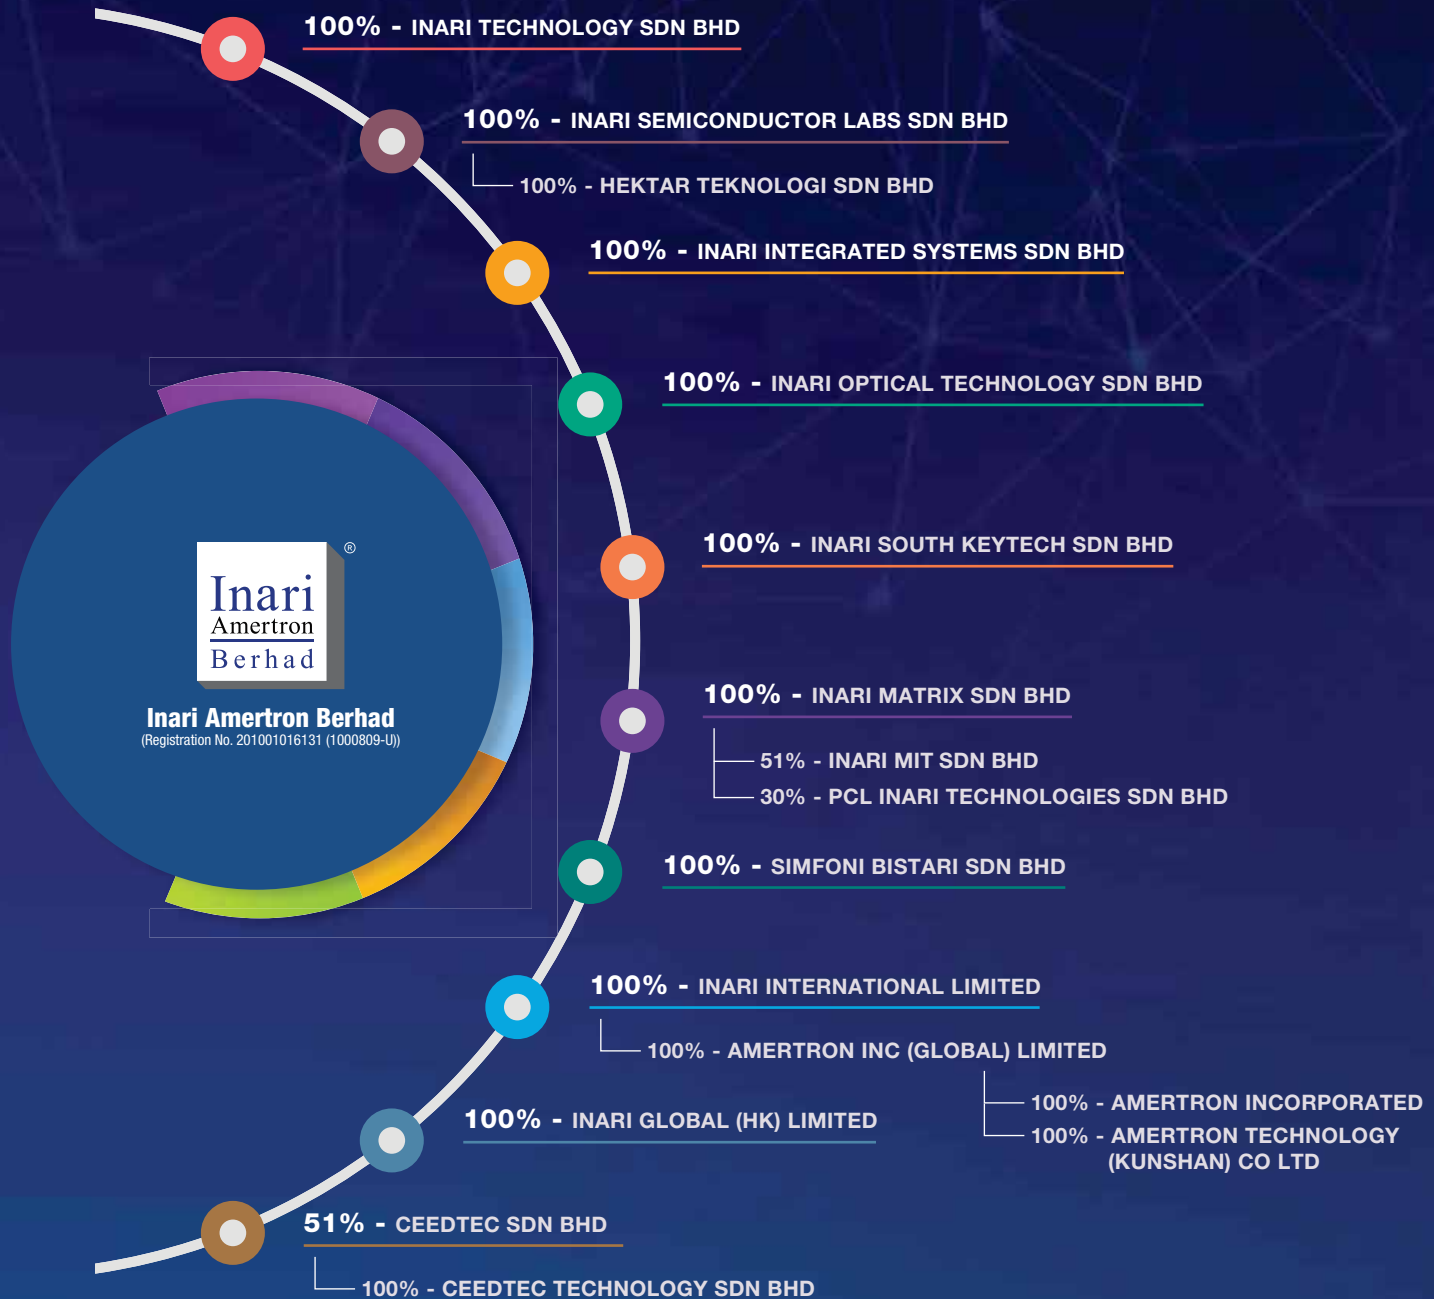 100% - INARI TECHNOLOGY SDN BHD
100% - INARI SEMICONDUCTOR LABS SDN BHD
100% - HEKTAR TEKNOLOGI SDN BHD
100% - INARI INTEGRATED SYSTEMS SDN BHD
100% - INARI OPTICAL TECHNOLOGY SDN BHD
100% - INARI SOUTH KEYTECH SDN BHD
Inari
Amertron
Berhad
®
Inari Amertron Berhad
(Registration No. 201001016131 (1000809-U))
100% - INARI MATRIX SDN BHD
51% - INARI MIT SDN BHD
30% - PCL INARI TECHNOLOGIES SDN BHD
100% - SIMFONI BISTARI SDN BHD
100% - INARI INTERNATIONAL LIMITED
100% - AMERTRON INC (GLOBAL) LIMITED
100% - AMERTRON INCORPORATED
100% - AMERTRON TECHNOLOGY
(KUNSHAN) CO LTD
100% - INARI GLOBAL (HK) LIMITED
51% - CEEDTEC SDN BHD
100% - CEEDTEC TECHNOLOGY SDN BHD